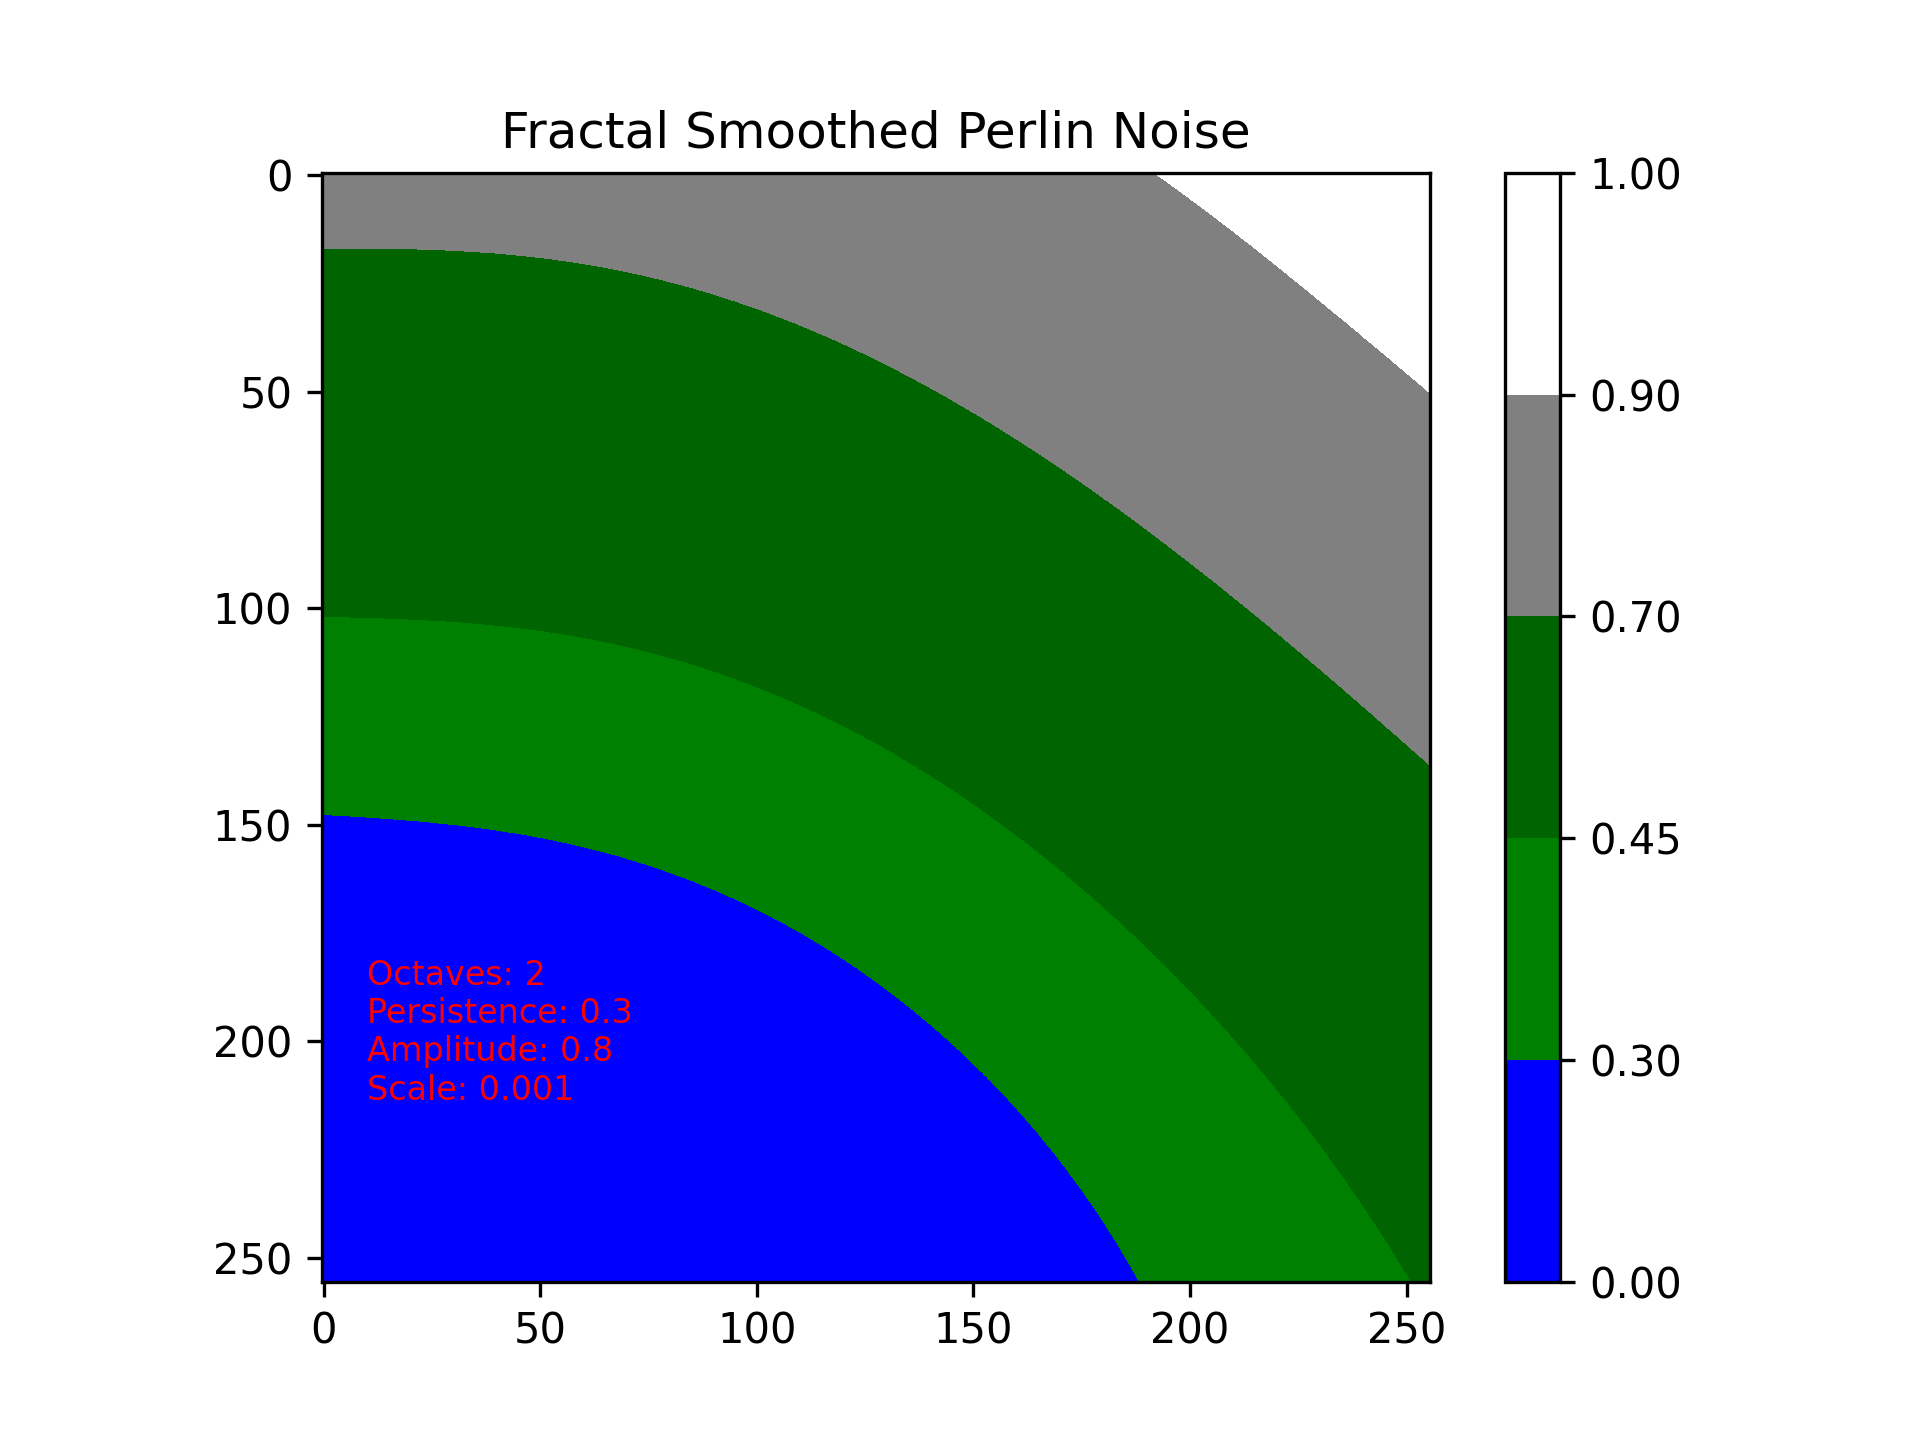 Fractal Smoothed Perlin Noise
0
50
100
150
200
250
0 50 100 150 200 250
Octaves: 2
Persistence: 0.3
Amplitude: 0.8
Scale: 0.001
1.00
0.90
0.70
0.45
0.30
0.00